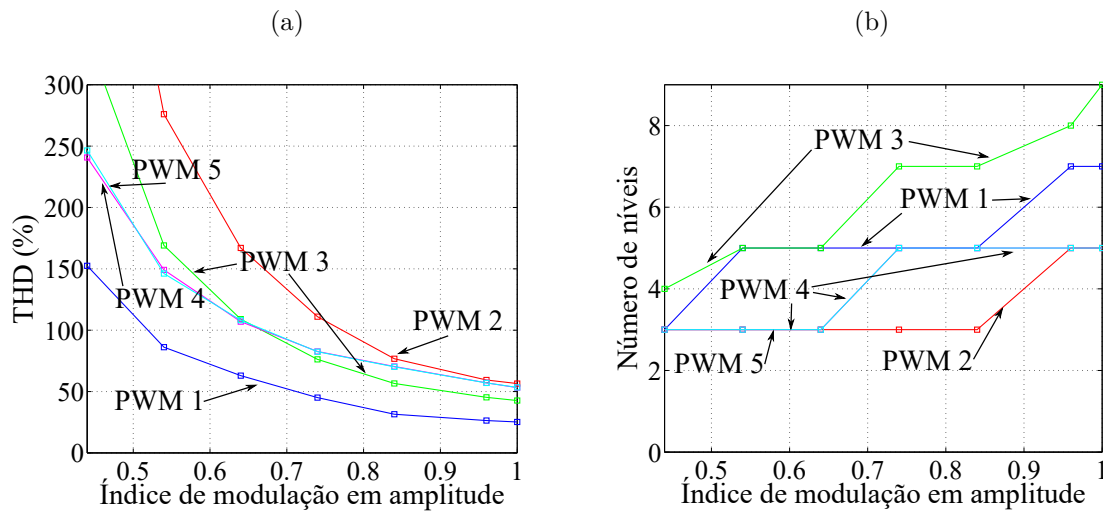 (a)
300
250
200
150
100
50
0
THD (%)
PWM 5
PWM 4
PWM 3
PWM 2
PWM 1
0.5 0.6 0.7 0.8 0.9 1
Índice de modulação em amplitude
(b)
8
6
4
2
0
Número de níveis
PWM 3
PWM 1
PWM 4
PWM 5
PWM 2
0.5 0.6 0.7 0.8 0.9 1
Índice de modulação em amplitude